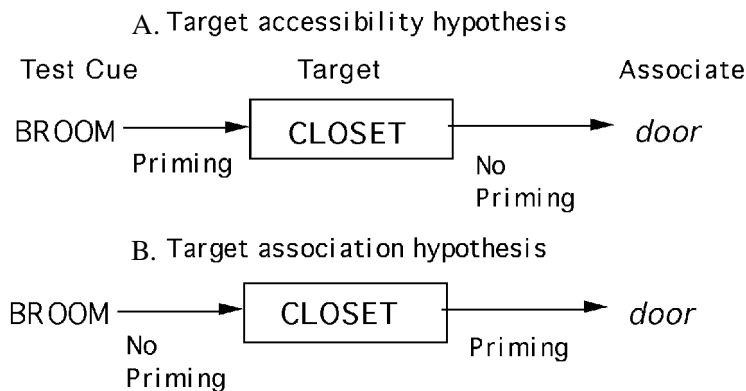 A. Target accessibility hypothesis
Test Cue Target Associate
BROOM CLOSET door
Priming No
Priming
B. Target association hypothesis
BROOM CLOSET door
No Priming
Priming